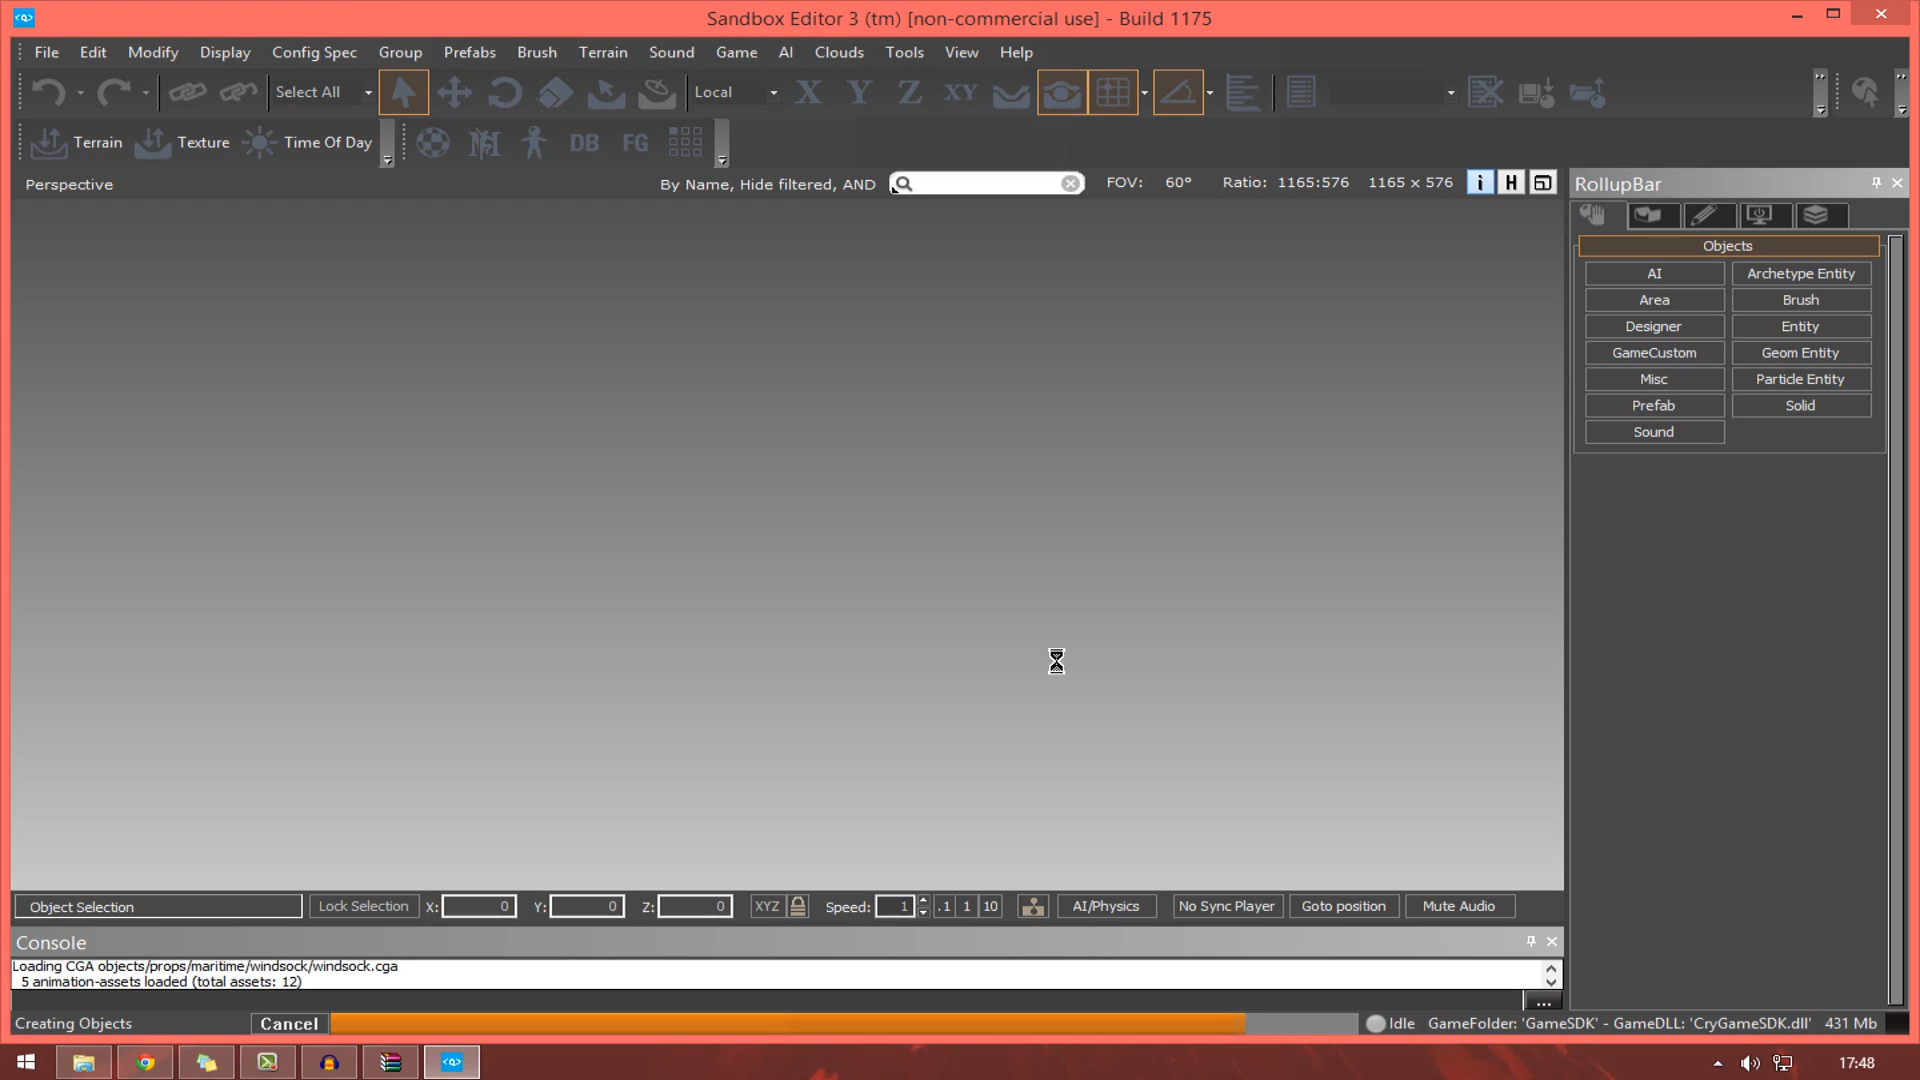 Sandbox Editor 3 (tm) [non-commercial use] - Build 1175
File Edit Modify Display Config Spec Group Prefabs Brush Terrain Sound Game AI Clouds Tools View Help
Select All Local X Y Z XY
Terrain Texture Time Of Day DB FG
Perspective By Name, Hide filtered, AND FOV: 60° Ratio: 1165:576 1165 x 576 i H
RollupBar
Objects
AI Archetype Entity
Area Brush
Designer Entity
GameCustom Geom Entity
Misc Particle Entity
Prefab Solid
Sound
Object Selection Lock Selection X: 0 Y: 0 Z: 0 XYZ Speed: 1 .1 1 10 AI/Physics No Sync Player Goto position Mute Audio
Console
Loading CGA objects/props/maritime/windsock/windsock.cga
5 animation-assets loaded (total assets: 12)
...
Creating Objects Cancel Idle GameFolder: 'GameSDK' - GameDLL: 'CryGameSDK.dll' 431 Mb
17:48